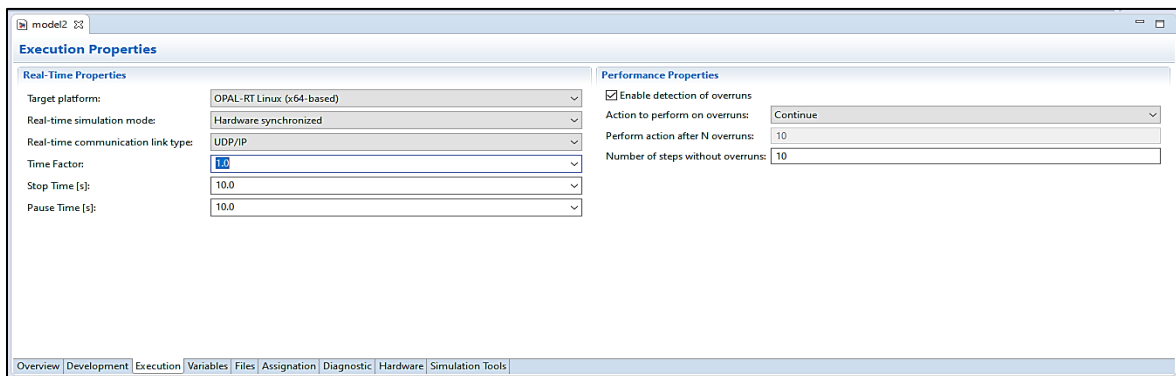 model2
Execution Properties
Real-Time Properties
Target platform: OPAL-RT Linux (x64-based)
Real-time simulation mode: Hardware synchronized
Real-time communication link type: UDP/IP
Time Factor: 1.0
Stop Time [s]: 10.0
Pause Time [s]: 10.0
Performance Properties
Enable detection of overruns
Action to perform on overruns: Continue
Perform action after N overruns: 10
Number of steps without overruns: 10
Overview Development Execution Variables Files Assignation Diagnostic Hardware Simulation Tools